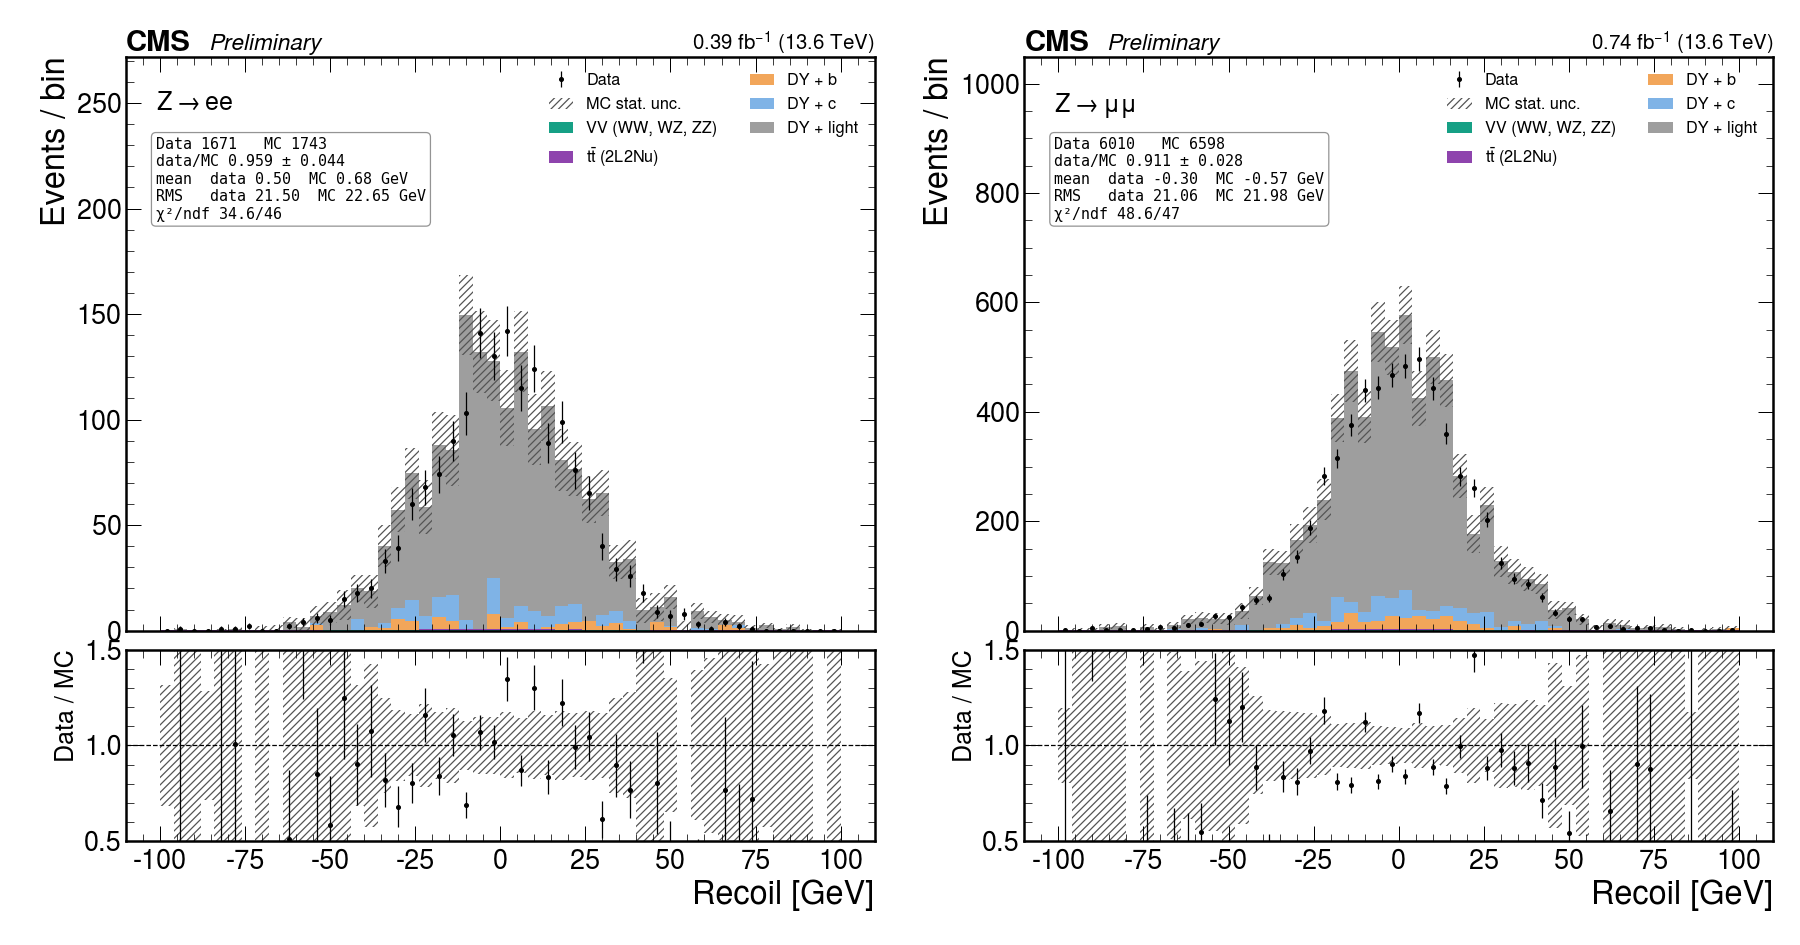 CMS Preliminary 0.39 fb⁻¹ (13.6 TeV)
Events / bin
Z → ee
Data
MC stat. unc.
VV (WW, WZ, ZZ)
tt̄ (2L2Nu)
DY + b
DY + c
DY + light
Data 1671 MC 1743
data/MC 0.959 ± 0.044
mean data 0.50 MC 0.68 GeV
RMS data 21.50 MC 22.65 GeV
χ²/ndf 34.6/46
250
200
150
100
50
0
Data / MC
1.5
1.0
0.5
-100 -75 -50 -25 0 25 50 75 100
Recoil [GeV]
CMS Preliminary 0.74 fb⁻¹ (13.6 TeV)
Events / bin
Z → μμ
Data
MC stat. unc.
VV (WW, WZ, ZZ)
tt̄ (2L2Nu)
DY + b
DY + c
DY + light
Data 6010 MC 6598
data/MC 0.911 ± 0.028
mean data -0.30 MC -0.57 GeV
RMS data 21.06 MC 21.98 GeV
χ²/ndf 48.6/47
1000
800
600
400
200
0
Data / MC
1.5
1.0
0.5
-100 -75 -50 -25 0 25 50 75 100
Recoil [GeV]